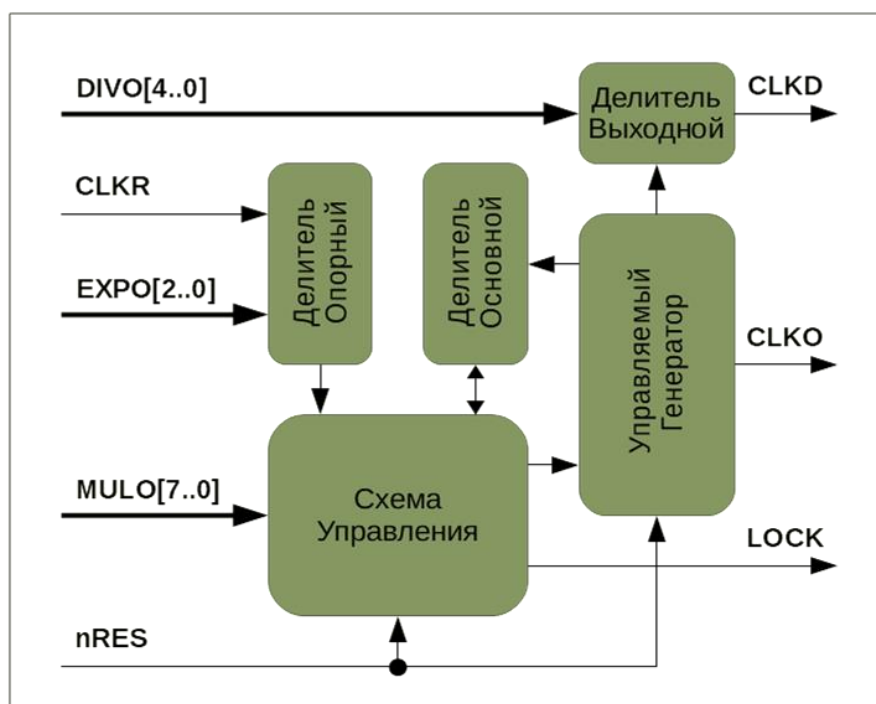 DIVO[4..0]
Делитель
Выходной
CLKD
CLKR
Делитель
Опорный
Делитель
Основной
EXPO[2..0]
Управляемый
Генератор
CLKO
MULO[7..0]
Схема
Управления
LOCK
nRES